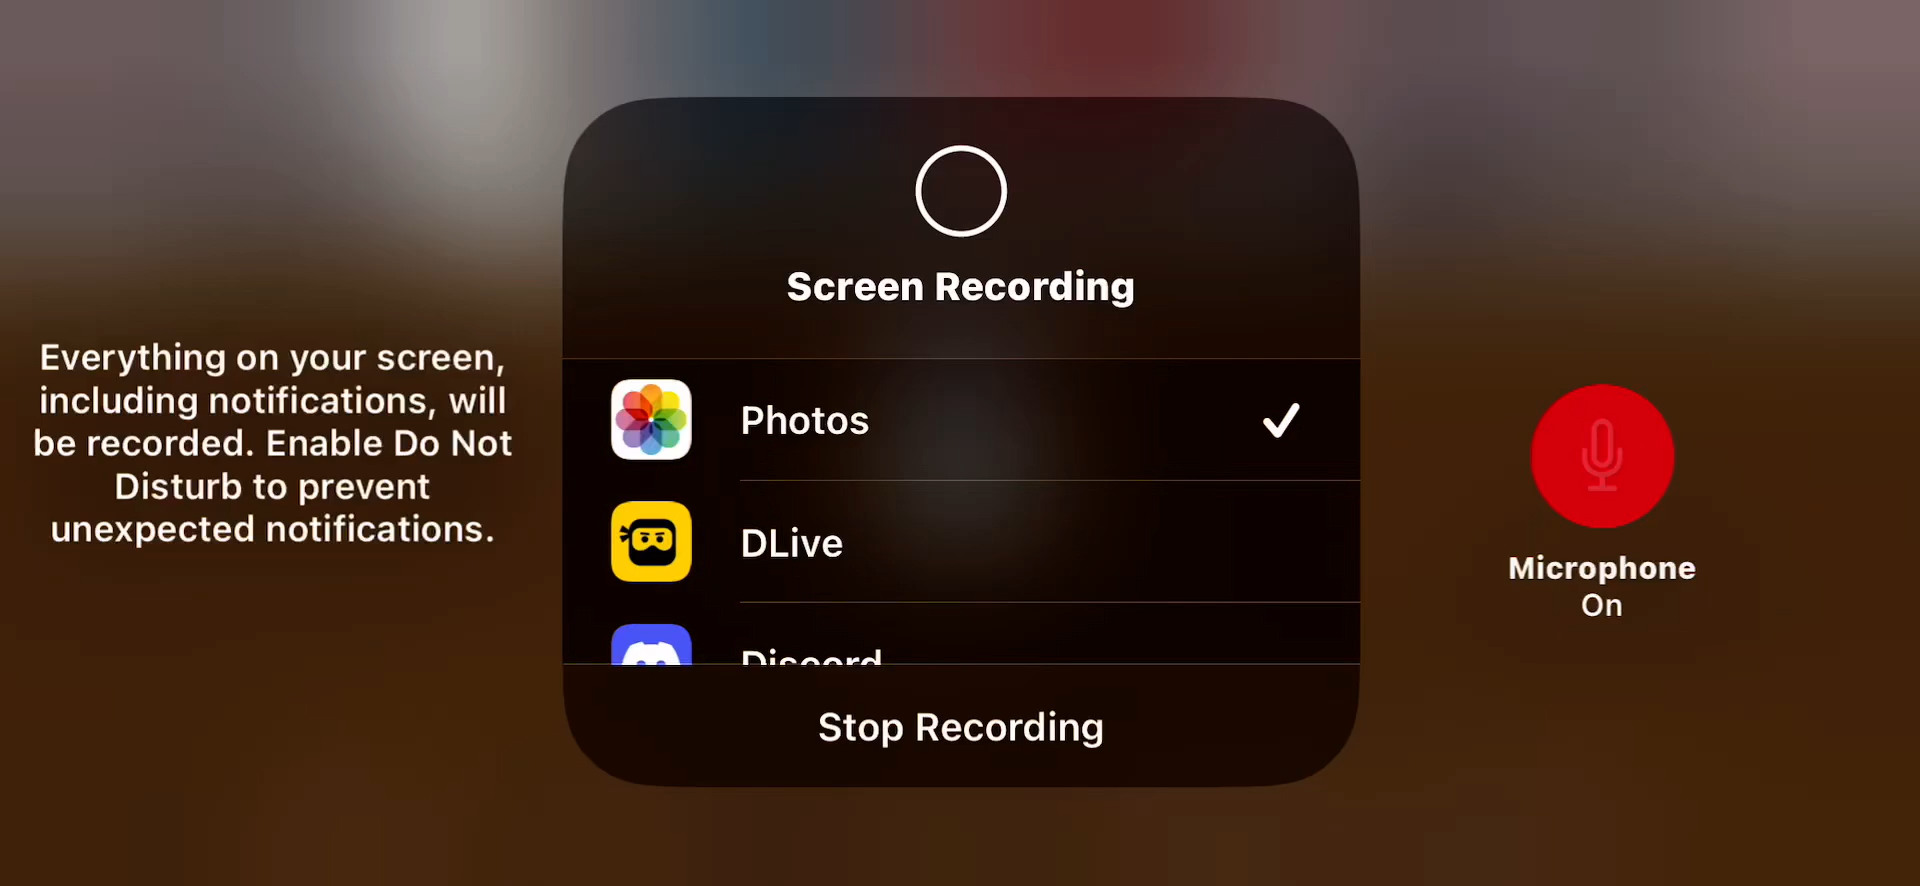 Everything on your screen,
including notifications, will
be recorded. Enable Do Not
Disturb to prevent
unexpected notifications.
Screen Recording
Photos
DLive
Discord
Stop Recording
Microphone
On